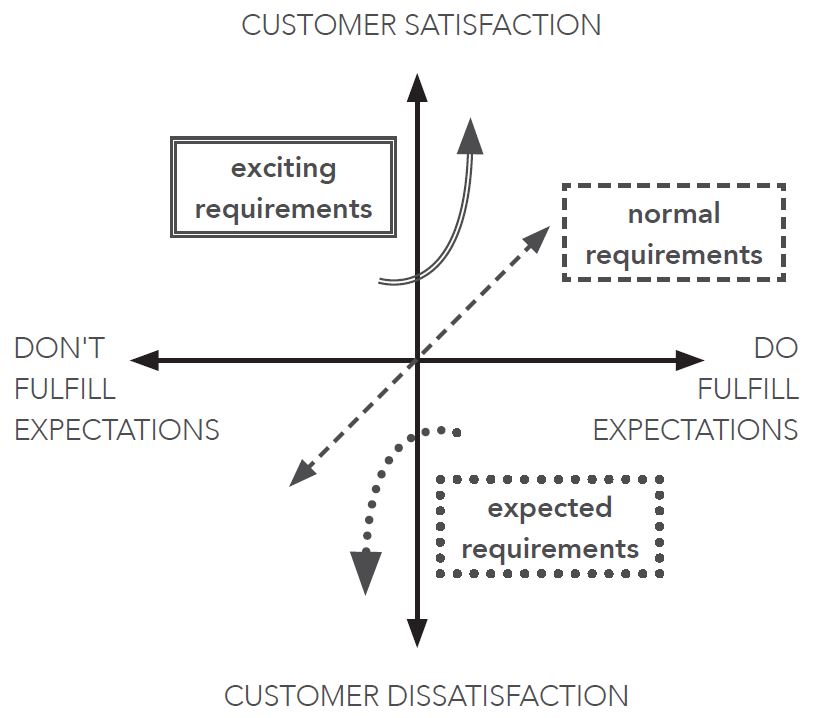 CUSTOMER SATISFACTION
exciting
requirements
normal
requirements
DON'T
FULFILL
EXPECTATIONS
DO
FULFILL
EXPECTATIONS
expected
requirements
CUSTOMER DISSATISFACTION